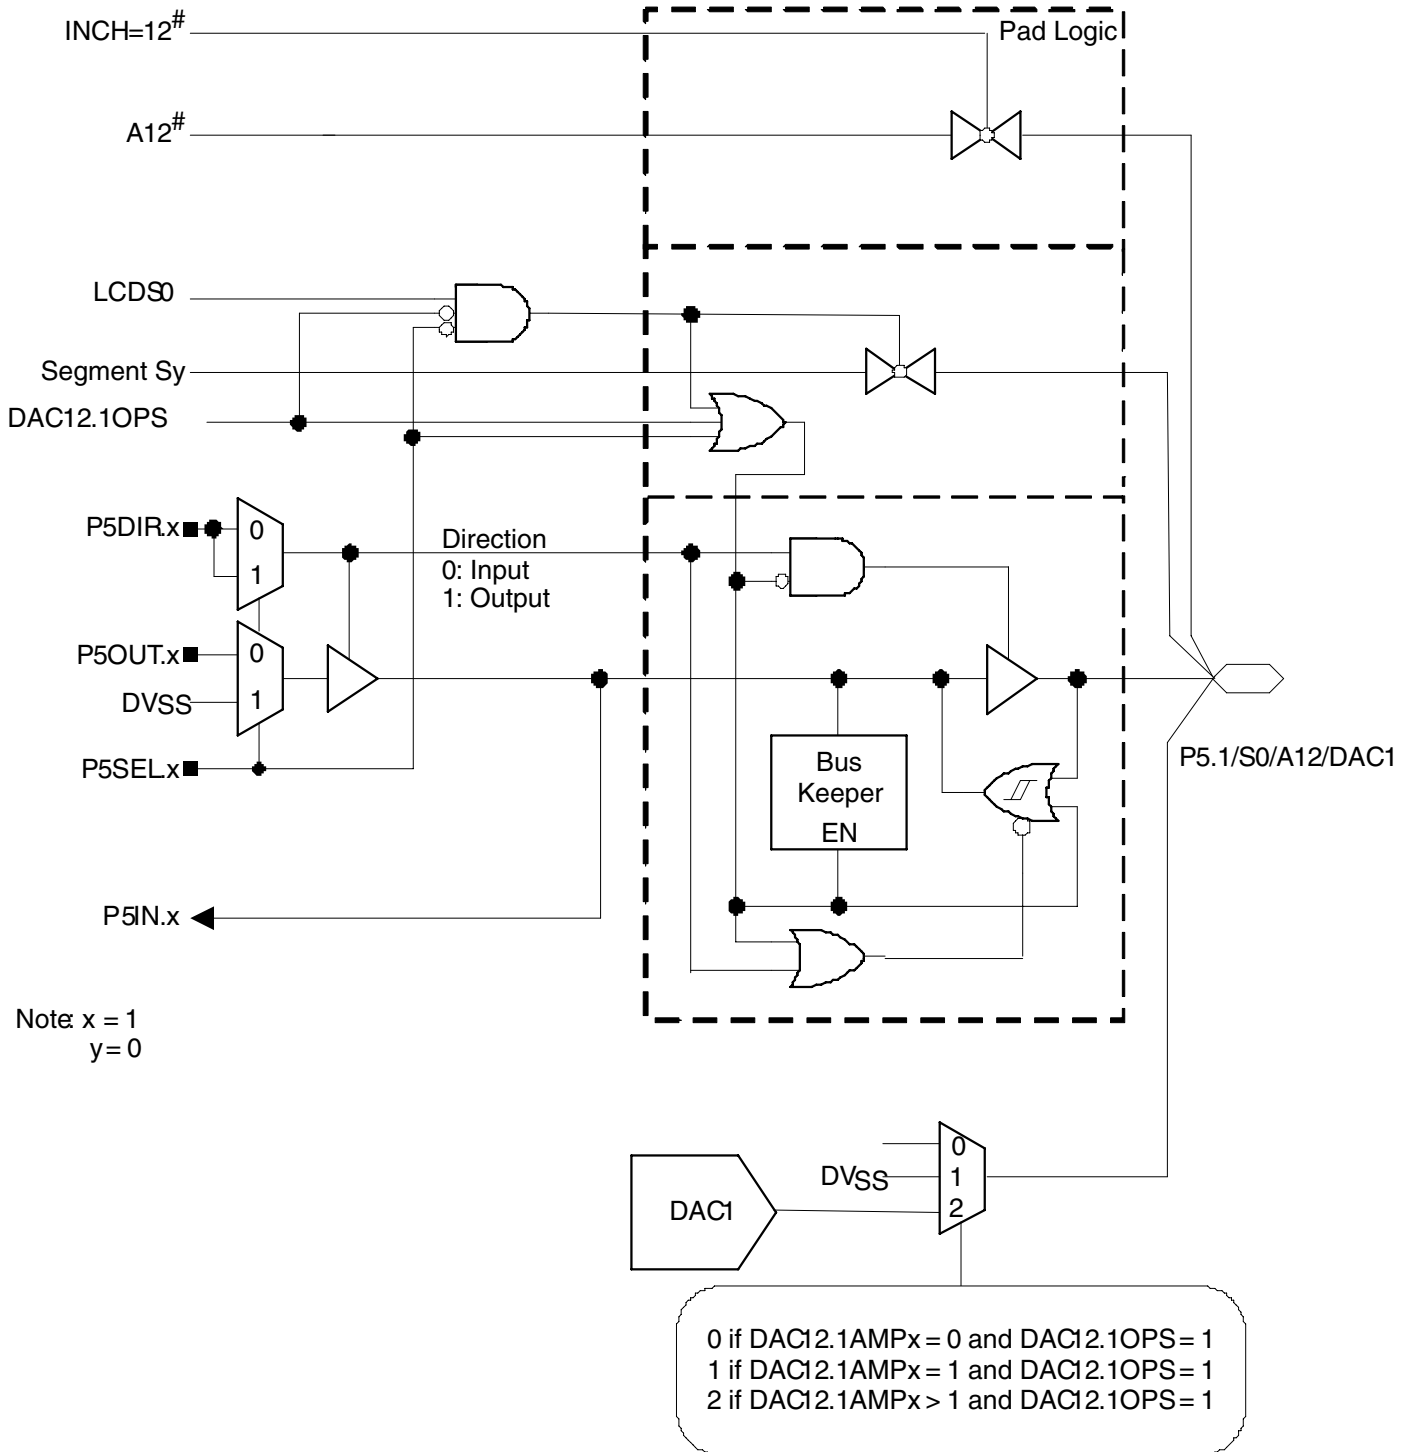 INCH=12#
Pad Logic
A12#
LCDS0
Segment Sy
DAC12.1OPS
P5DIR.x
0
1
Direction
0: Input
1: Output
P5OUT.x
0
DVSS
1
P5SEL.x
Bus
Keeper
EN
P5.1/S0/A12/DAC1
P5IN.x
Note: x = 1
y = 0
0
DVSS
1
DAC1
2
0 if DAC12.1AMPx = 0 and DAC12.1OPS = 1
1 if DAC12.1AMPx = 1 and DAC12.1OPS = 1
2 if DAC12.1AMPx > 1 and DAC12.1OPS = 1